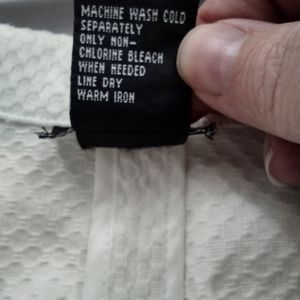 MACHINE WASH COLD
SEPARATELY
ONLY NON-
CHLORINE BLEACH
WHEN NEEDED
LINE DRY
WARM IRON